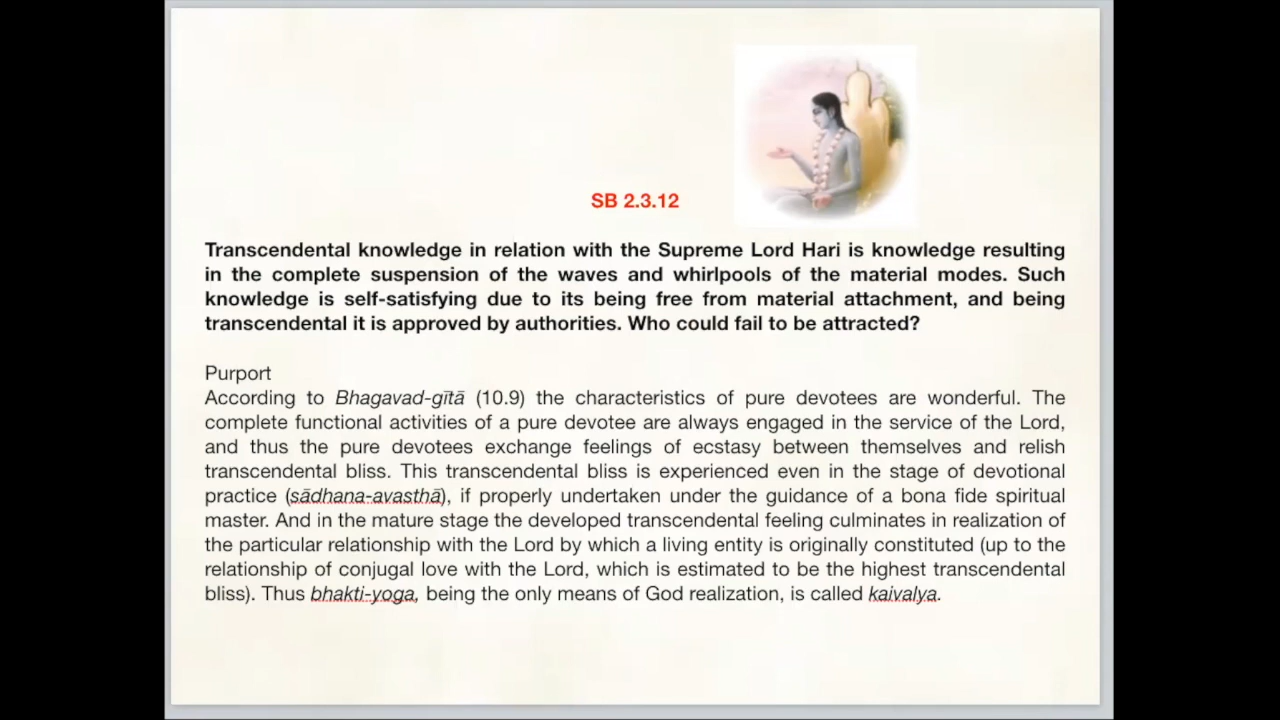 SB 2.3.12
Transcendental knowledge in relation with the Supreme Lord Hari is knowledge resulting
in the complete suspension of the waves and whirlpools of the material modes. Such
knowledge is self-satisfying due to its being free from material attachment, and being
transcendental it is approved by authorities. Who could fail to be attracted?
Purport
According to Bhagavad-gītā (10.9) the characteristics of pure devotees are wonderful. The
complete functional activities of a pure devotee are always engaged in the service of the Lord,
and thus the pure devotees exchange feelings of ecstasy between themselves and relish
transcendental bliss. This transcendental bliss is experienced even in the stage of devotional
practice (sādhana-avasthā), if properly undertaken under the guidance of a bona fide spiritual
master. And in the mature stage the developed transcendental feeling culminates in realization of
the particular relationship with the Lord by which a living entity is originally constituted (up to the
relationship of conjugal love with the Lord, which is estimated to be the highest transcendental
bliss). Thus bhakti-yoga, being the only means of God realization, is called kaivalya.